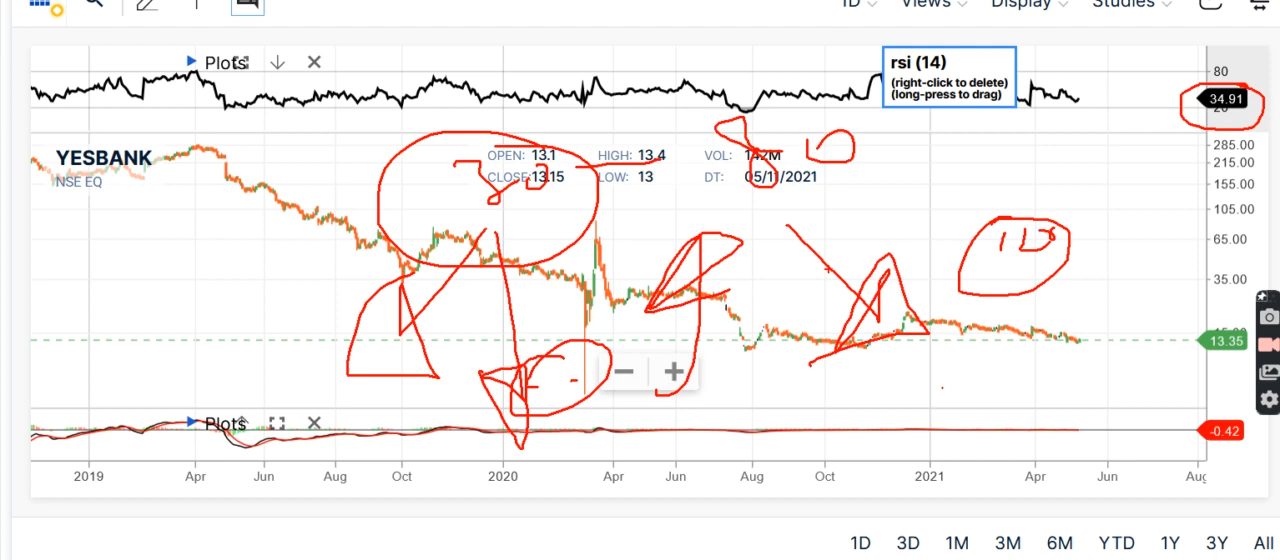 1D Views Display Studies
Plots
rsi (14)
(right-click to delete)
(long-press to drag)
80
34.91
20
YESBANK
NSE EQ
OPEN: 13.1 HIGH: 13.4 VOL: 142M
CLOSE: 13.15 LOW: 13 DT: 05/11/2021
285.00
215.00
155.00
105.00
65.00
35.00
15.00
13.35
Plots
-0.42
2019 Apr Jun Aug Oct 2020 Apr Jun Aug Oct 2021 Apr Jun Aug
1D 3D 1M 3M 6M YTD 1Y 3Y All